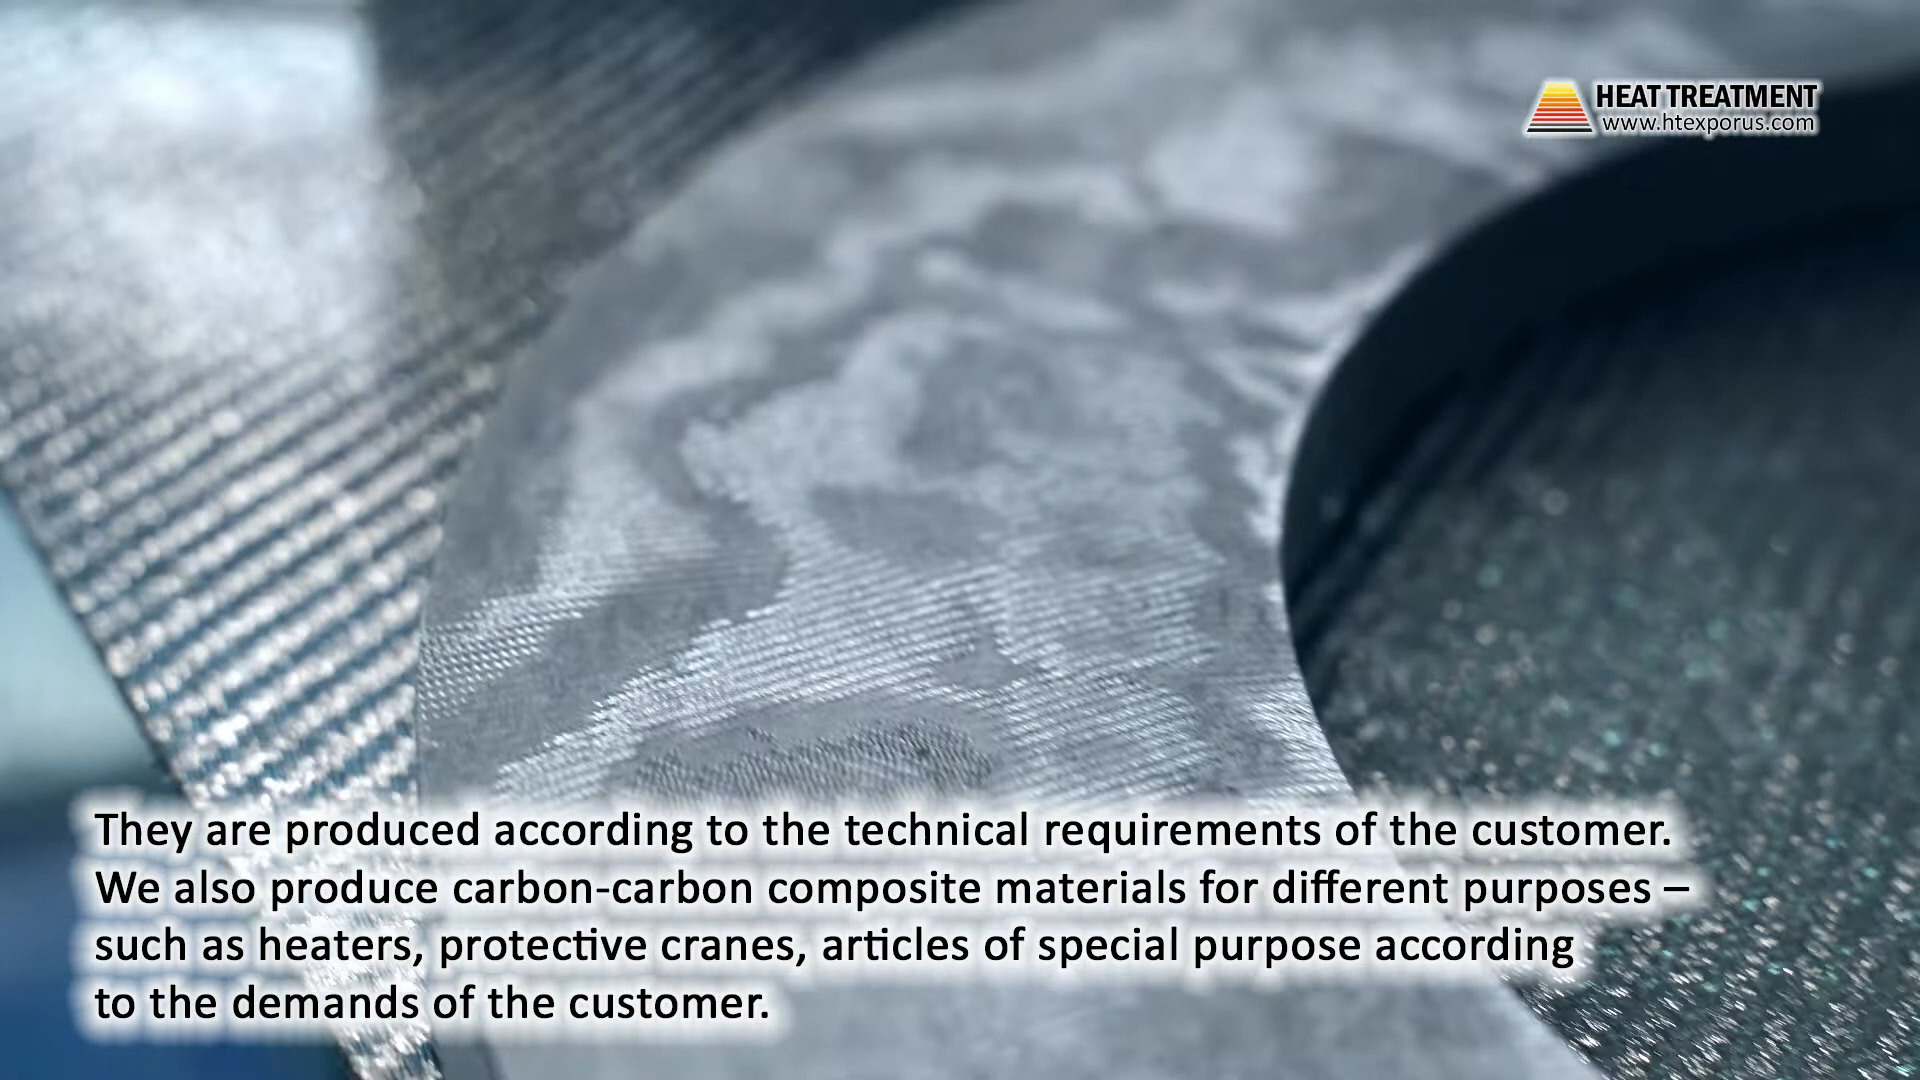 HEAT TREATMENT
www.htexporus.com
They are produced according to the technical requirements of the customer.
We also produce carbon-carbon composite materials for different purposes –
such as heaters, protective cranes, articles of special purpose according
to the demands of the customer.